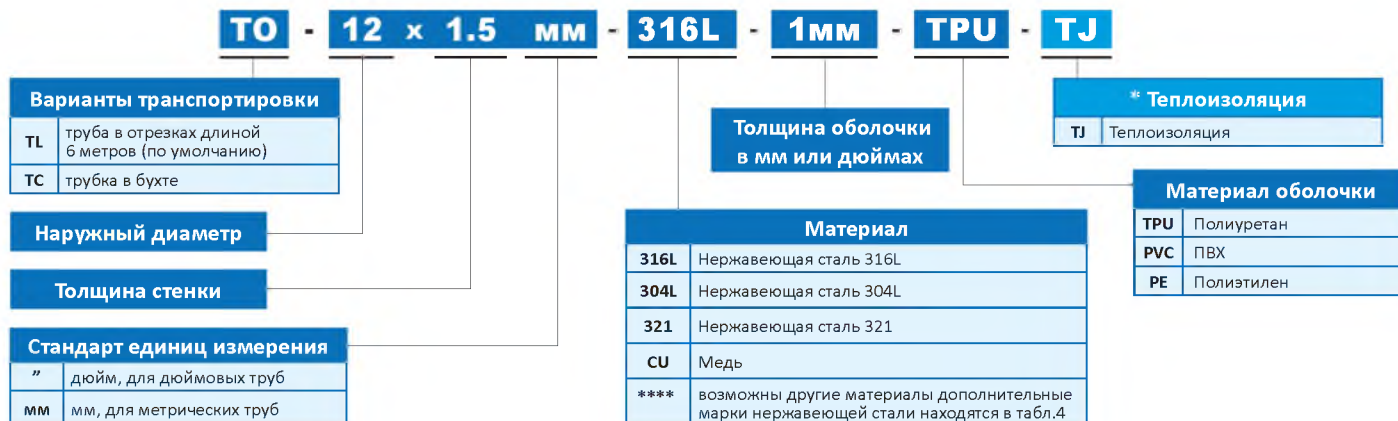 TO - 12 x 1.5 мм - 316L - 1мм - TPU - TJ
Варианты транспортировки
TL труба в отрезках длиной
6 метров (по умолчанию)
TC трубка в бухте
Наружный диаметр
Толщина стенки
Стандарт единиц измерения
” дюйм, для дюймовых труб
мм мм, для метрических труб
Материал
316L Нержавеющая сталь 316L
304L Нержавеющая сталь 304L
321 Нержавеющая сталь 321
CU Медь
**** возможны другие материалы дополнительные
марки нержавеющей стали находятся в табл.4
Толщина оболочки
в мм или дюймах
* Теплоизоляция
TJ Теплоизоляция
Материал оболочки
TPU Полиуретан
PVC ПВХ
PE Полиэтилен